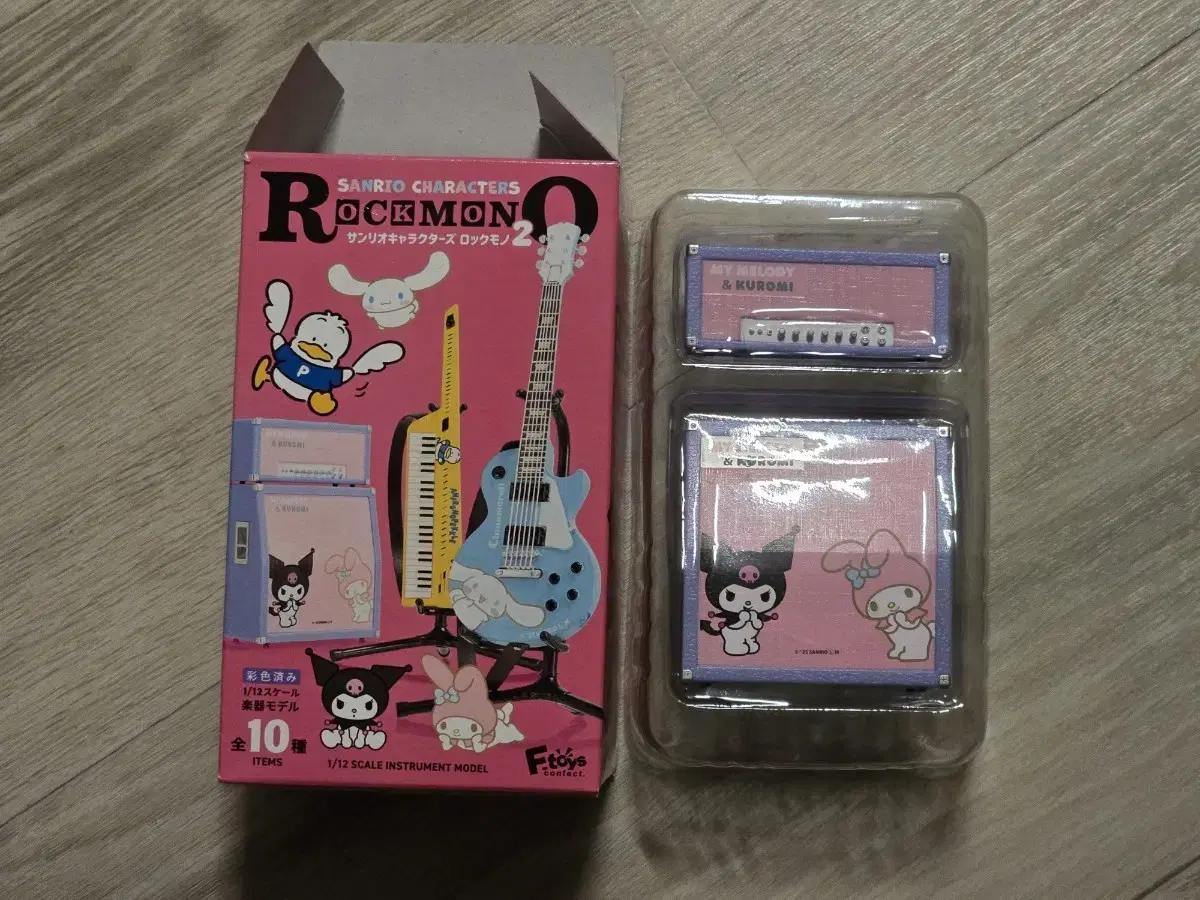 SANRIO CHARACTERS
ROCKMONO
サンリオキャラクターズ ロックモノ2
P
& KUROMI
& KUROMI
Cinnamoroll
彩色済み
1/12スケール
楽器モデル
全10種
ITEMS
1/12 SCALE INSTRUMENT MODEL
F-toys
confect.
MY MELODY
& KUROMI
& KUROMI